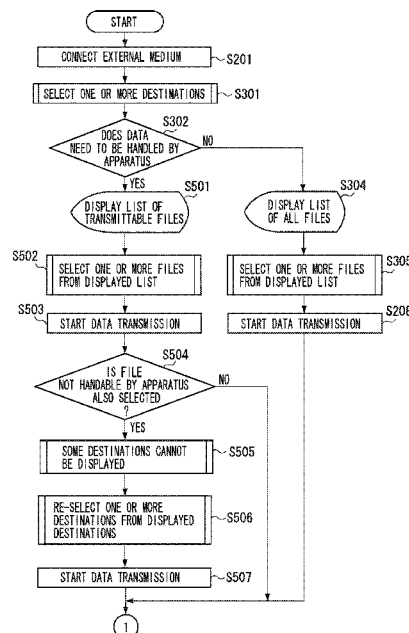 START
CONNECT EXTERNAL MEDIUM
S201
SELECT ONE OR MORE DESTINATIONS
S301
S302
DOES DATA
NEED TO BE HANDLED BY
APPARATUS
NO
YES
S501
DISPLAY LIST OF
TRANSMITTABLE FILES
S304
DISPLAY LIST
OF ALL FILES
S502
SELECT ONE OR MORE FILES
FROM DISPLAYED LIST
S305
SELECT ONE OR MORE FILES
FROM DISPLAYED LIST
S503
START DATA TRANSMISSION
S208
START DATA TRANSMISSION
S504
IS FILE
NOT HANDABLE BY APPARATUS
ALSO SELECTED
?
NO
YES
SOME DESTINATIONS CANNOT
BE DISPLAYED
S505
RE-SELECT ONE OR MORE
DESTINATIONS FROM DISPLAYED
DESTINATIONS
S506
START DATA TRANSMISSION
S507
1